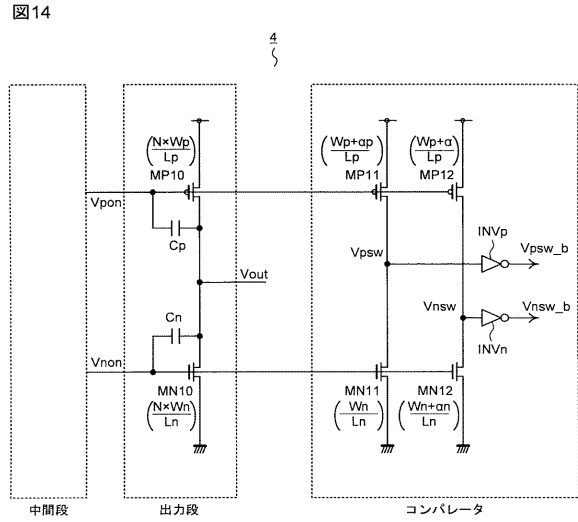 図14
4
(N×Wp/Lp)
MP10
(Wp+αp/Lp)
MP11
(Wp+α/Lp)
MP12
Vpon
Cp
Vpsw
INVp
Vpsw_b
Vout
Cn
Vnsw
Vnsw_b
INVn
Vnon
MN10
(N×Wn/Ln)
MN11
(Wn/Ln)
MN12
(Wn+αn/Ln)
中間段
出力段
コンパレータ